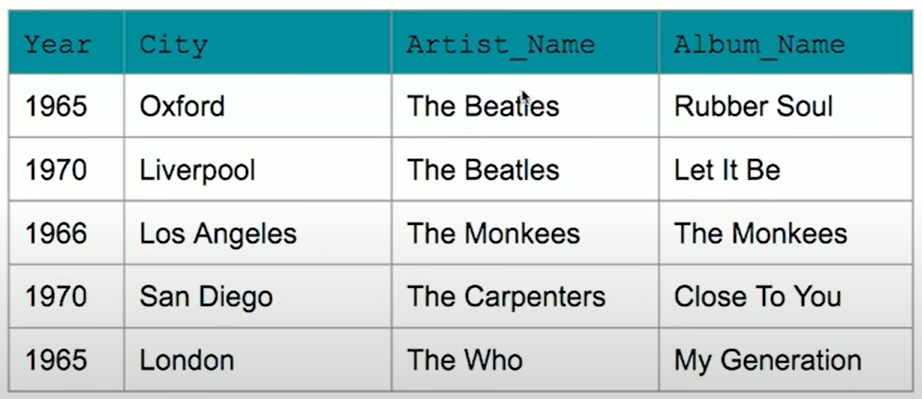 Year City Artist_Name Album_Name
1965 Oxford The Beatles Rubber Soul
1970 Liverpool The Beatles Let It Be
1966 Los Angeles The Monkees The Monkees
1970 San Diego The Carpenters Close To You
1965 London The Who My Generation